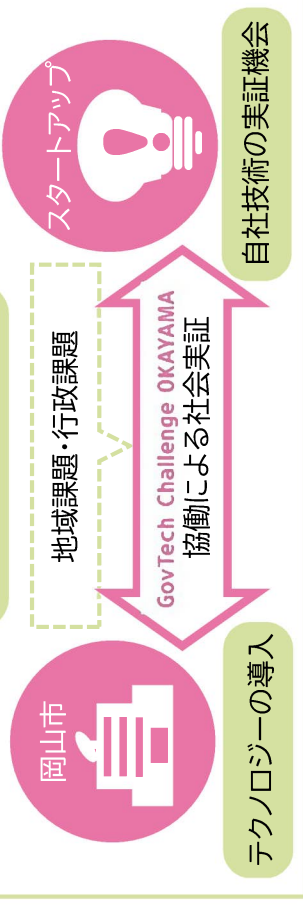 岡山市
スタートアップ
地域課題・行政課題
GovTech Challenge OKAYAMA
協働による社会実証
テクノロジーの導入
自社技術の実証機会